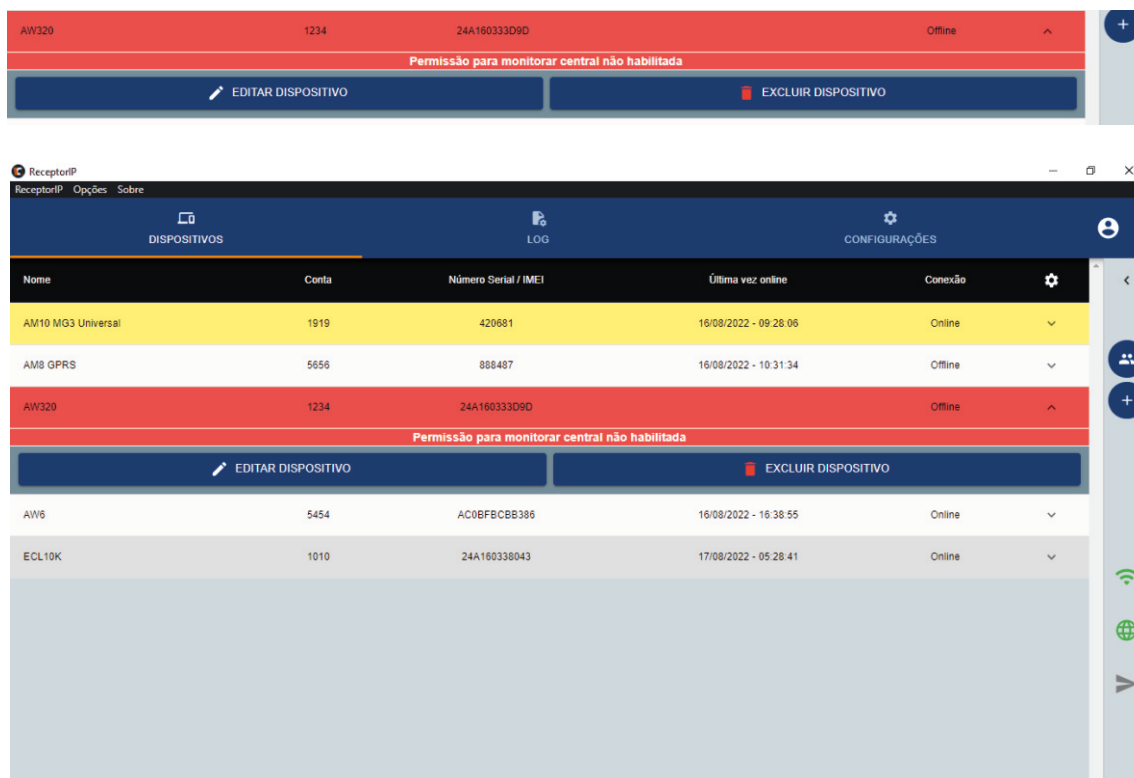 AW320 1234 24A160333D9D Offline
Permissão para monitorar central não habilitada
EDITAR DISPOSITIVO EXCLUIR DISPOSITIVO
ReceptorIP
ReceptorIP Opções Sobre
DISPOSITIVOS LOG CONFIGURAÇÕES
Nome Conta Número Serial / IMEI Última vez online Conexão
AM10 MG3 Universal 1919 420681 16/08/2022 - 09:28:06 Online
AM8 GPRS 5656 888487 16/08/2022 - 10:31:34 Offline
AW320 1234 24A160333D9D Offline
Permissão para monitorar central não habilitada
EDITAR DISPOSITIVO EXCLUIR DISPOSITIVO
AW6 5454 AC0BFBCBB386 16/08/2022 - 16:38:55 Online
ECL10K 1010 24A160338043 17/08/2022 - 05:28:41 Online